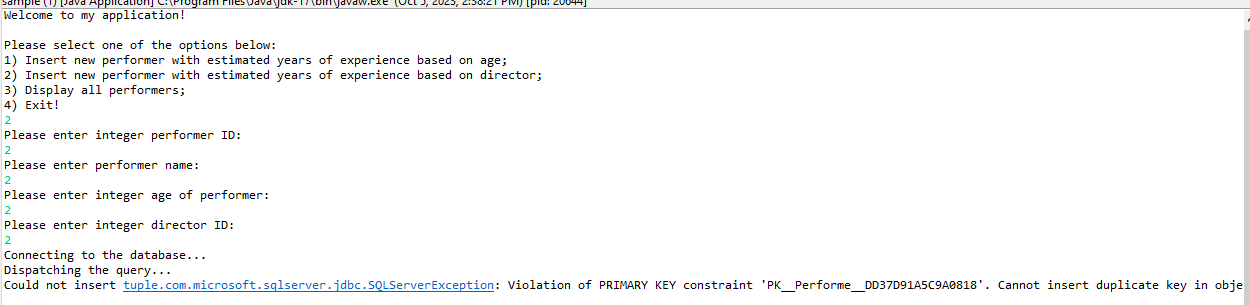 sample (1) [Java Application] C:\Program Files\Java\jdk-17\bin\javaw.exe (Oct 5, 2023, 2:38:21 PM) [pid: 20644]
Welcome to my application!
Please select one of the options below:
1) Insert new performer with estimated years of experience based on age;
2) Insert new performer with estimated years of experience based on director;
3) Display all performers;
4) Exit!
2
Please enter integer performer ID:
2
Please enter performer name:
2
Please enter integer age of performer:
2
Please enter integer director ID:
2
Connecting to the database...
Dispatching the query...
Could not insert tuple.com.microsoft.sqlserver.jdbc.SQLServerException: Violation of PRIMARY KEY constraint 'PK__Performe__DD37D91A5C9A0818'. Cannot insert duplicate key in obje